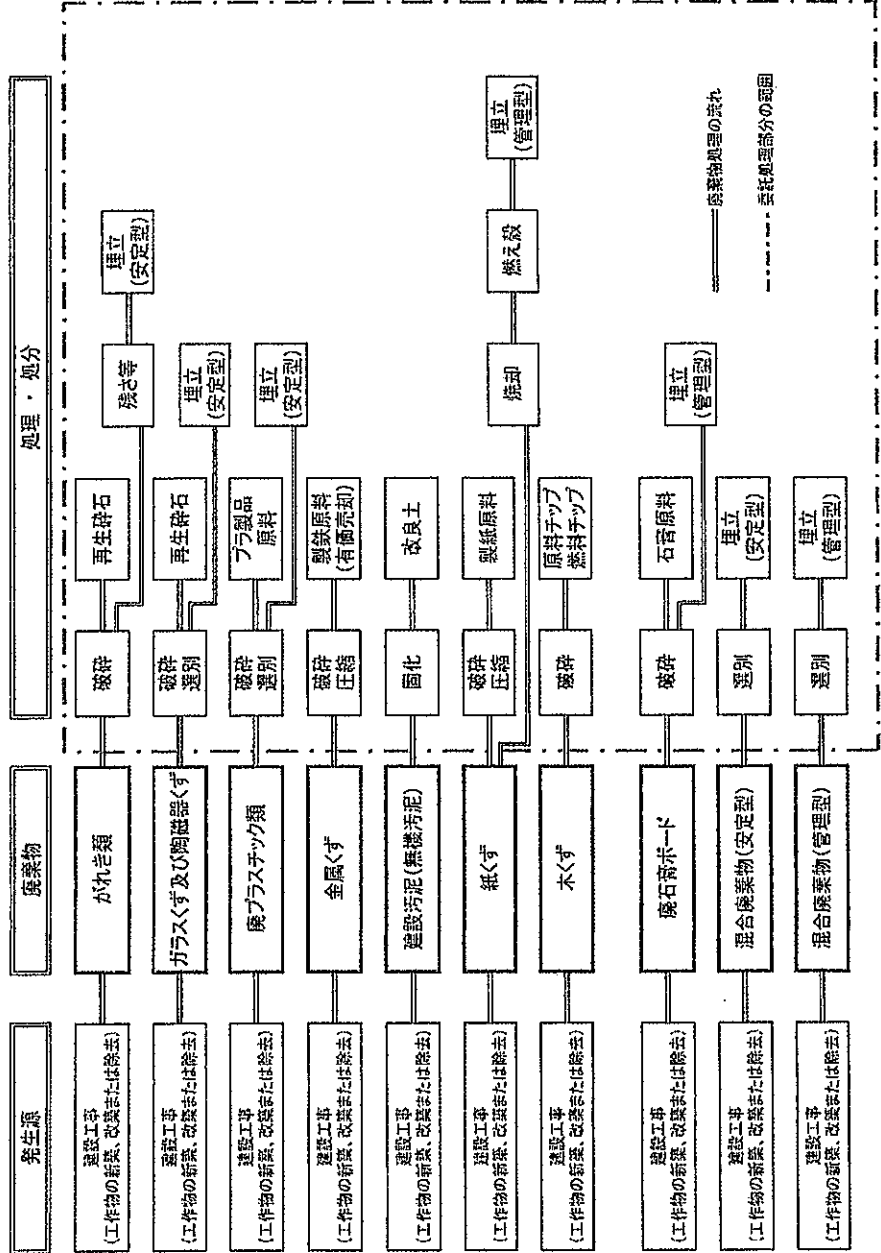 発生源
廃棄物
処理・処分
建設工事
(工作物の新築、改築または除去)
がれき類
破砕
再生砕石
残さ等
埋立
(安定型)
建設工事
(工作物の新築、改築または除去)
ガラスくず及び陶磁器くず
破砕
選別
再生砕石
埋立
(安定型)
建設工事
(工作物の新築、改築または除去)
廃プラスチック類
破砕
選別
プラ製品
原料
埋立
(安定型)
建設工事
(工作物の新築、改築または除去)
金属くず
破砕
圧縮
製鉄原料
(有価売却)
建設工事
(工作物の新築、改築または除去)
建設汚泥(無機汚泥)
固化
改良土
建設工事
(工作物の新築、改築または除去)
紙くず
破砕
圧縮
製紙原料
焼却
燃え殻
埋立
(管理型)
建設工事
(工作物の新築、改築または除去)
木くず
破砕
原料チップ
燃料チップ
建設工事
(工作物の新築、改築または除去)
廃石膏ボード
破砕
石膏原料
埋立
(管理型)
建設工事
(工作物の新築、改築または除去)
混合廃棄物(安定型)
選別
埋立
(安定型)
建設工事
(工作物の新築、改築または除去)
混合廃棄物(管理型)
選別
埋立
(管理型)
廃棄物処理の流れ
委託処理部分の範囲